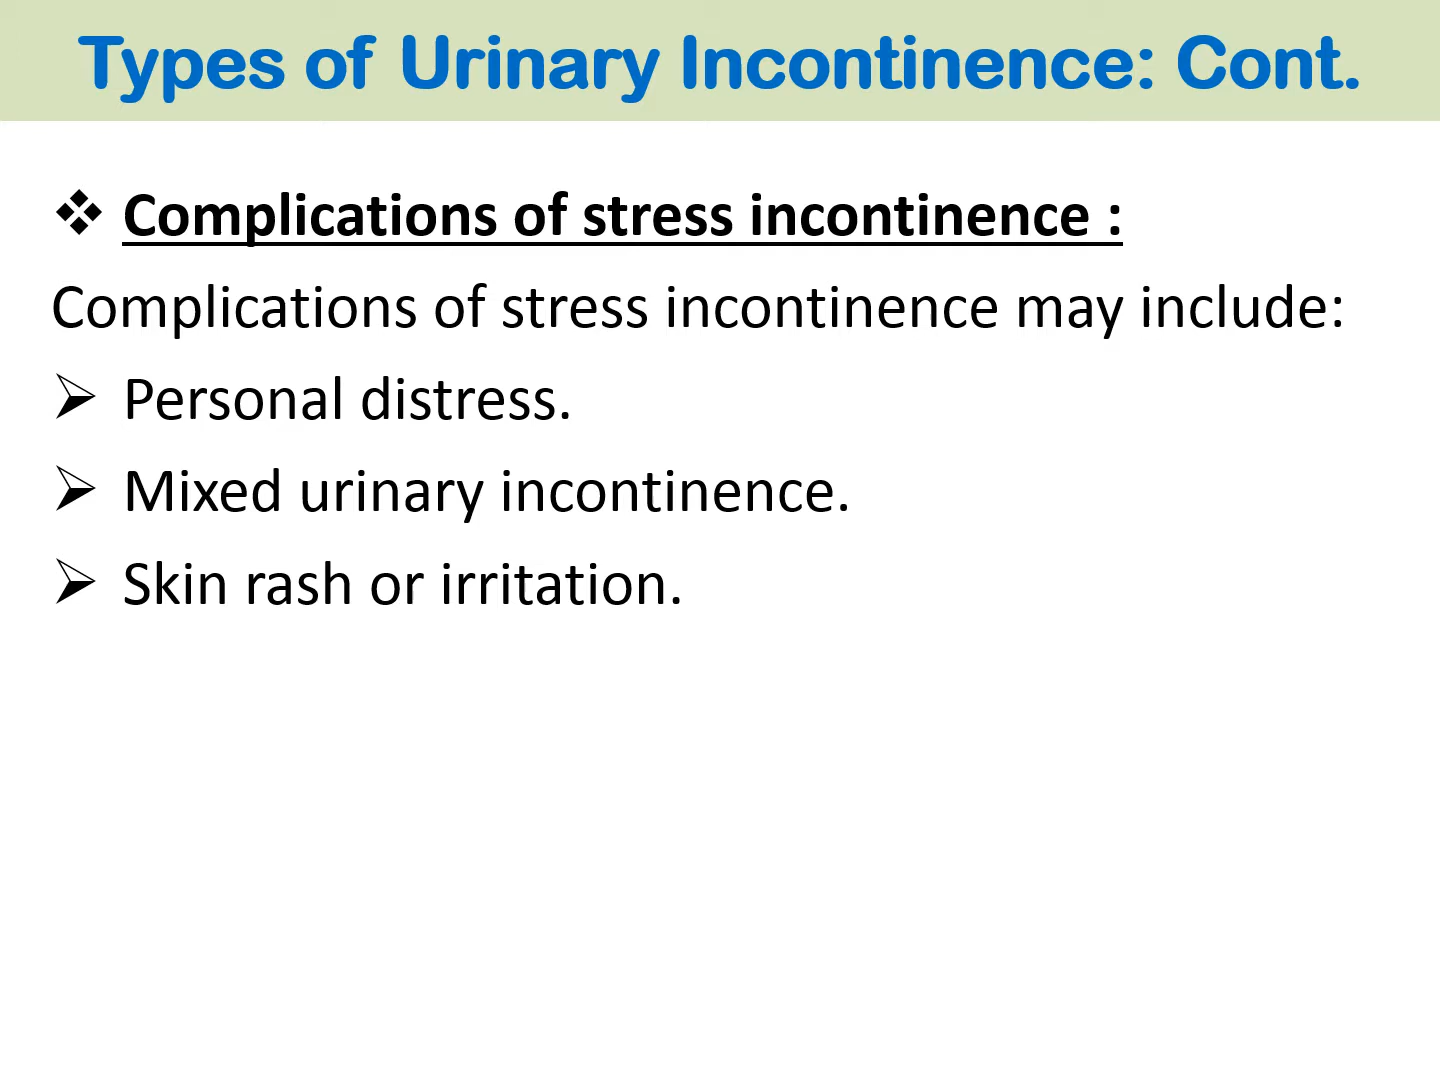 Types of Urinary Incontinence: Cont.
❖ Complications of stress incontinence :
Complications of stress incontinence may include:
➢ Personal distress.
➢ Mixed urinary incontinence.
➢ Skin rash or irritation.